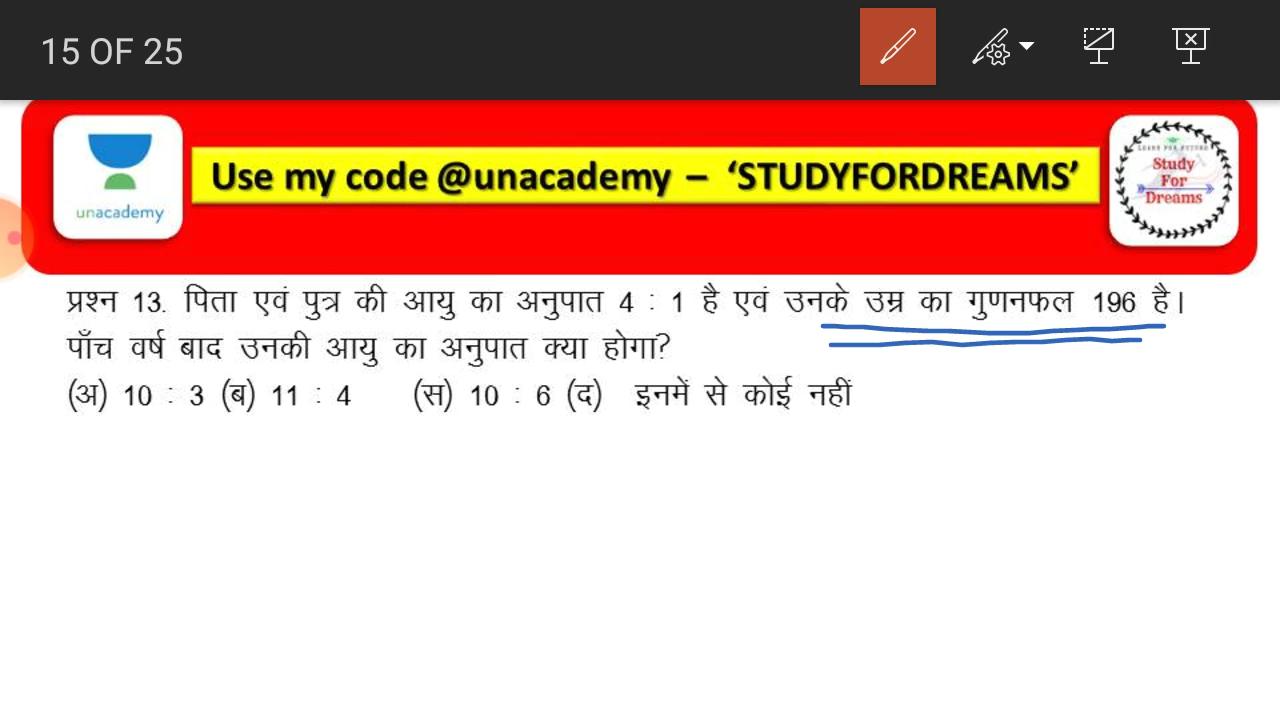 15 OF 25
unacademy
Use my code @unacademy – ‘STUDYFORDREAMS’
Study
For
Dreams
प्रश्न 13. पिता एवं पुत्र की आयु का अनुपात 4 : 1 है एवं उनके उम्र का गुणनफल 196 है।
पाँच वर्ष बाद उनकी आयु का अनुपात क्या होगा?
(अ) 10 : 3 (ब) 11 : 4 (स) 10 : 6 (द) इनमें से कोई नहीं